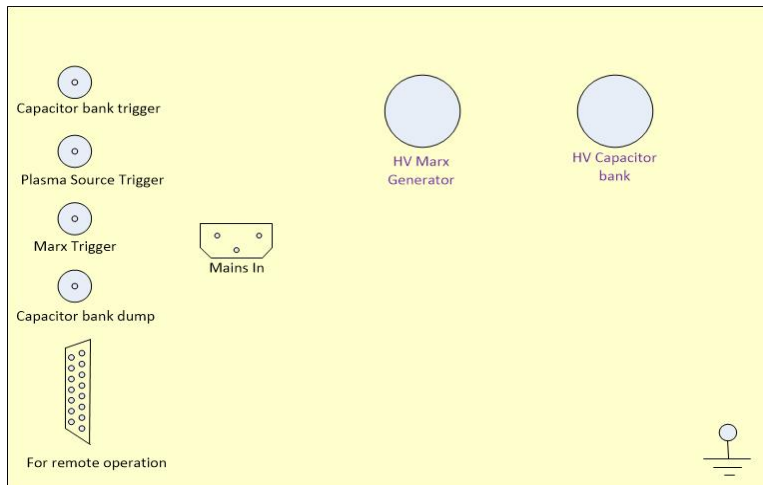 Capacitor bank trigger
Plasma Source Trigger
Marx Trigger
Capacitor bank dump
For remote operation
Mains In
HV Marx
Generator
HV Capacitor
bank